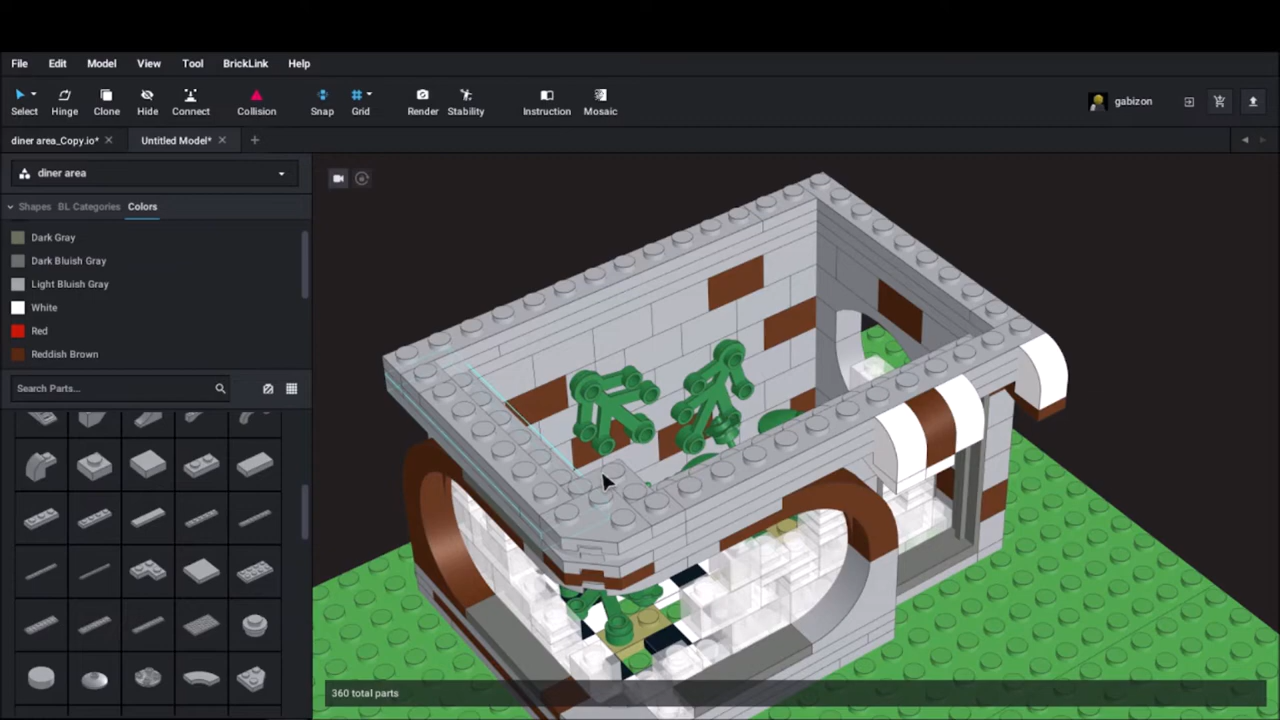 File Edit Model View Tool BrickLink Help
Select Hinge Clone Hide Connect Collision Snap Grid Render Stability Instruction Mosaic gabizon
diner area_Copy.io* Untitled Model*
diner area
Shapes BL Categories Colors
Dark Gray
Dark Bluish Gray
Light Bluish Gray
White
Red
Reddish Brown
Search Parts...
360 total parts